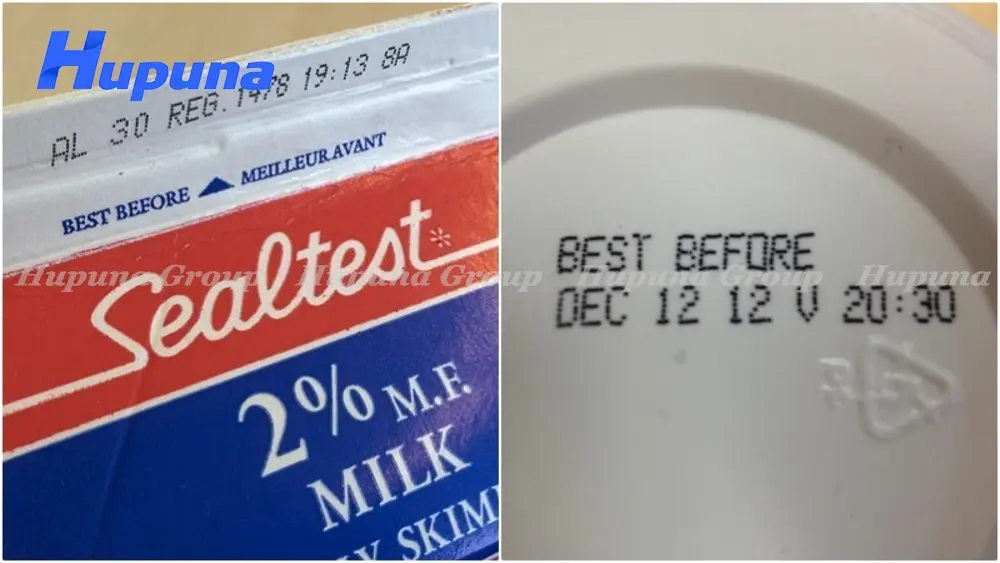 Hupuna
AL 30 REG.1478 19:13 8A
BEST BEFORE MEILLEUR AVANT
Sealtest
2% M.F.
MILK
SKIM
BEST BEFORE
DEC 12 12 V 20:30
Hupuna Group Hupuna Group Hupuna Group Hupuna